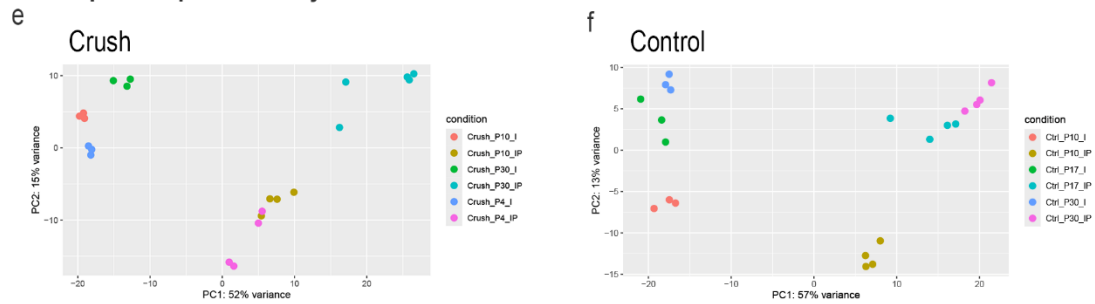 e
Crush
10
0
−10
PC2: 15% variance
−20
−10
0
10
20
PC1: 52% variance
condition
Crush_P10_I
Crush_P10_IP
Crush_P30_I
Crush_P30_IP
Crush_P4_I
Crush_P4_IP
f
Control
10
5
0
−5
−10
−15
PC2: 13% variance
−20
−10
0
10
20
PC1: 57% variance
condition
Ctrl_P10_I
Ctrl_P10_IP
Ctrl_P17_I
Ctrl_P17_IP
Ctrl_P30_I
Ctrl_P30_IP